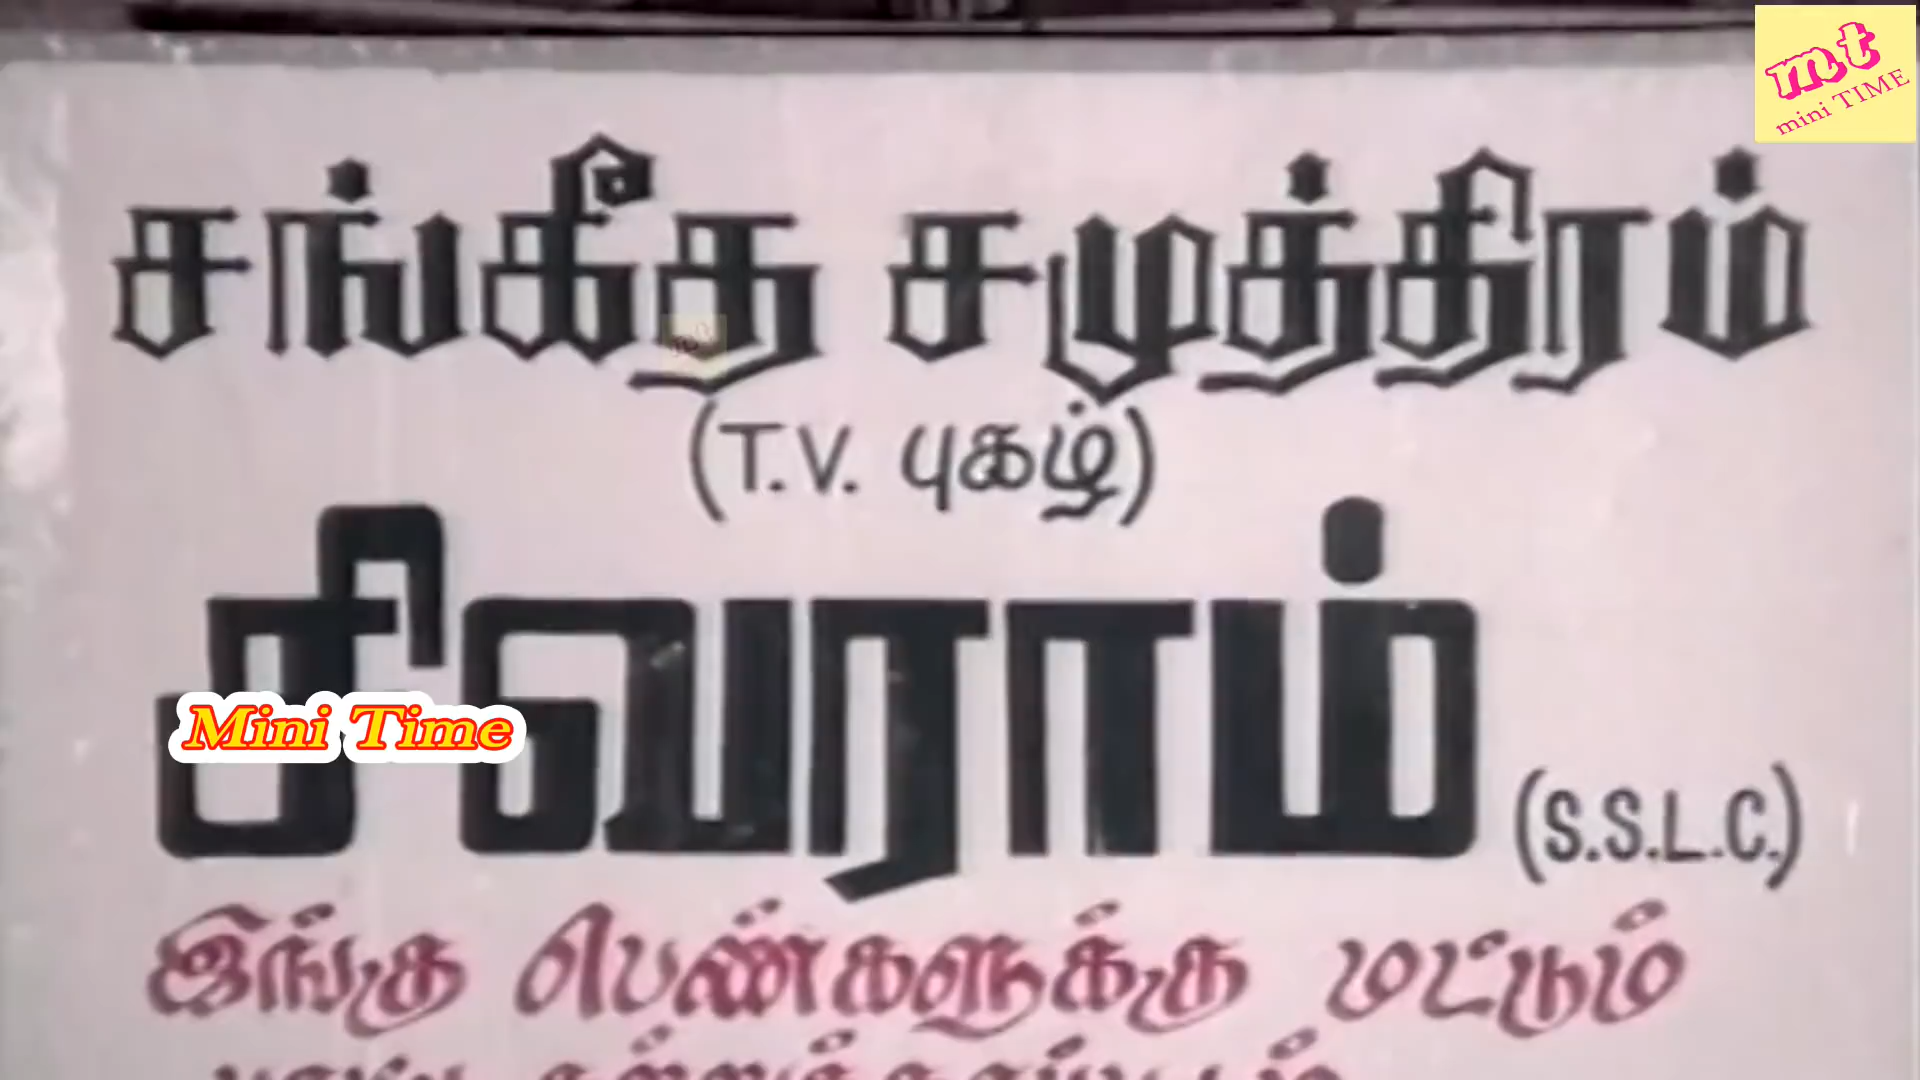 mt
mini TIME
சங்கீத சமுத்திரம்
(T.V. புகழ்)
சிவராம்
Mini Time
(S.S.L.C.)
இங்கு பெண்களுக்கு மட்டும்